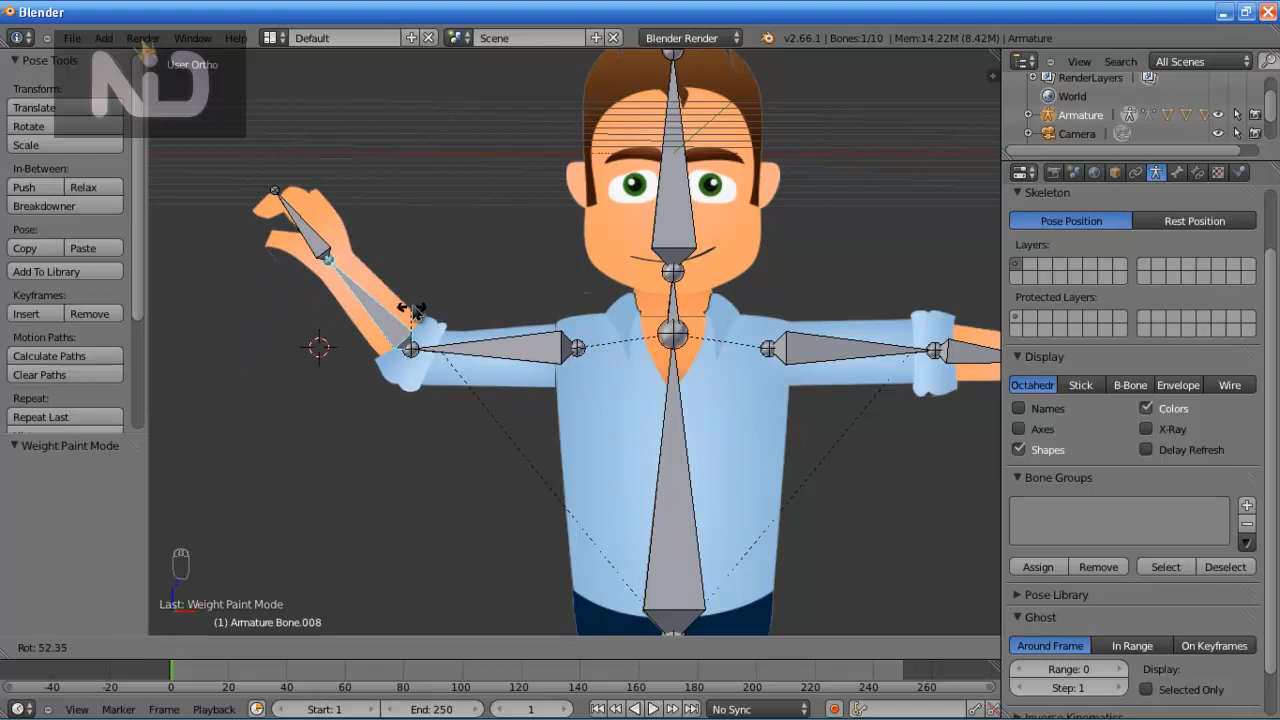 Blender
File Add Render Window Help Default Scene Blender Render v2.66.1 | Bones:1/10 | Mem:14.22M (8.42M) | Armature
Pose Tools
User Ortho
ND
Transform:
Translate
Rotate
Scale
In-Between:
Push Relax
Breakdowner
Pose:
Copy Paste
Add To Library
Keyframes:
Insert Remove
Motion Paths:
Calculate Paths
Clear Paths
Repeat:
Repeat Last
Weight Paint Mode
Last: Weight Paint Mode
(1) Armature Bone.008
Rot: 52.35
View Search All Scenes
RenderLayers
World
Armature
Camera
Skeleton
Pose Position Rest Position
Layers:
Protected Layers:
Display
Octahedr Stick B-Bone Envelope Wire
Names Colors
Axes X-Ray
Shapes Delay Refresh
Bone Groups
Assign Remove Select Deselect
Pose Library
Ghost
Around Frame In Range On Keyframes
Range: 0 Display:
Step: 1 Selected Only
Inverse Kinematics
-40 -20 0 20 40 60 80 100 120 140 160 180 200 220 240 260
View Marker Frame Playback Start: 1 End: 250 1 No Sync